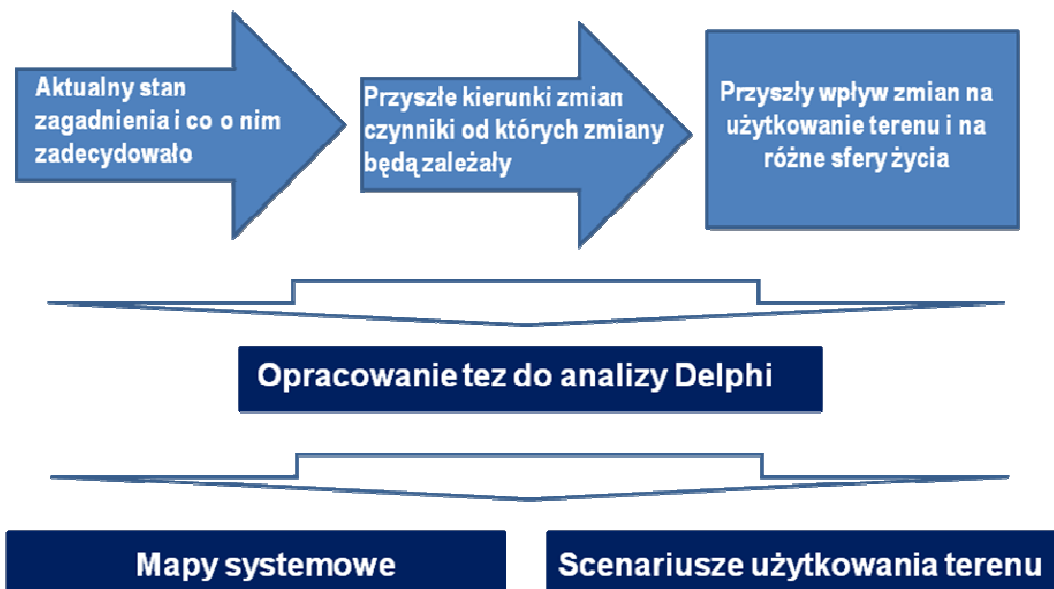 Aktualny stan
zagadnienia i co o nim
zadecydowało
Przyszłe kierunki zmian
czynniki od których zmiany
będą zależały
Przyszły wpływ zmian na
użytkowanie terenu i na
różne sfery życia
Opracowanie tez do analizy Delphi
Mapy systemowe
Scenariusze użytkowania terenu